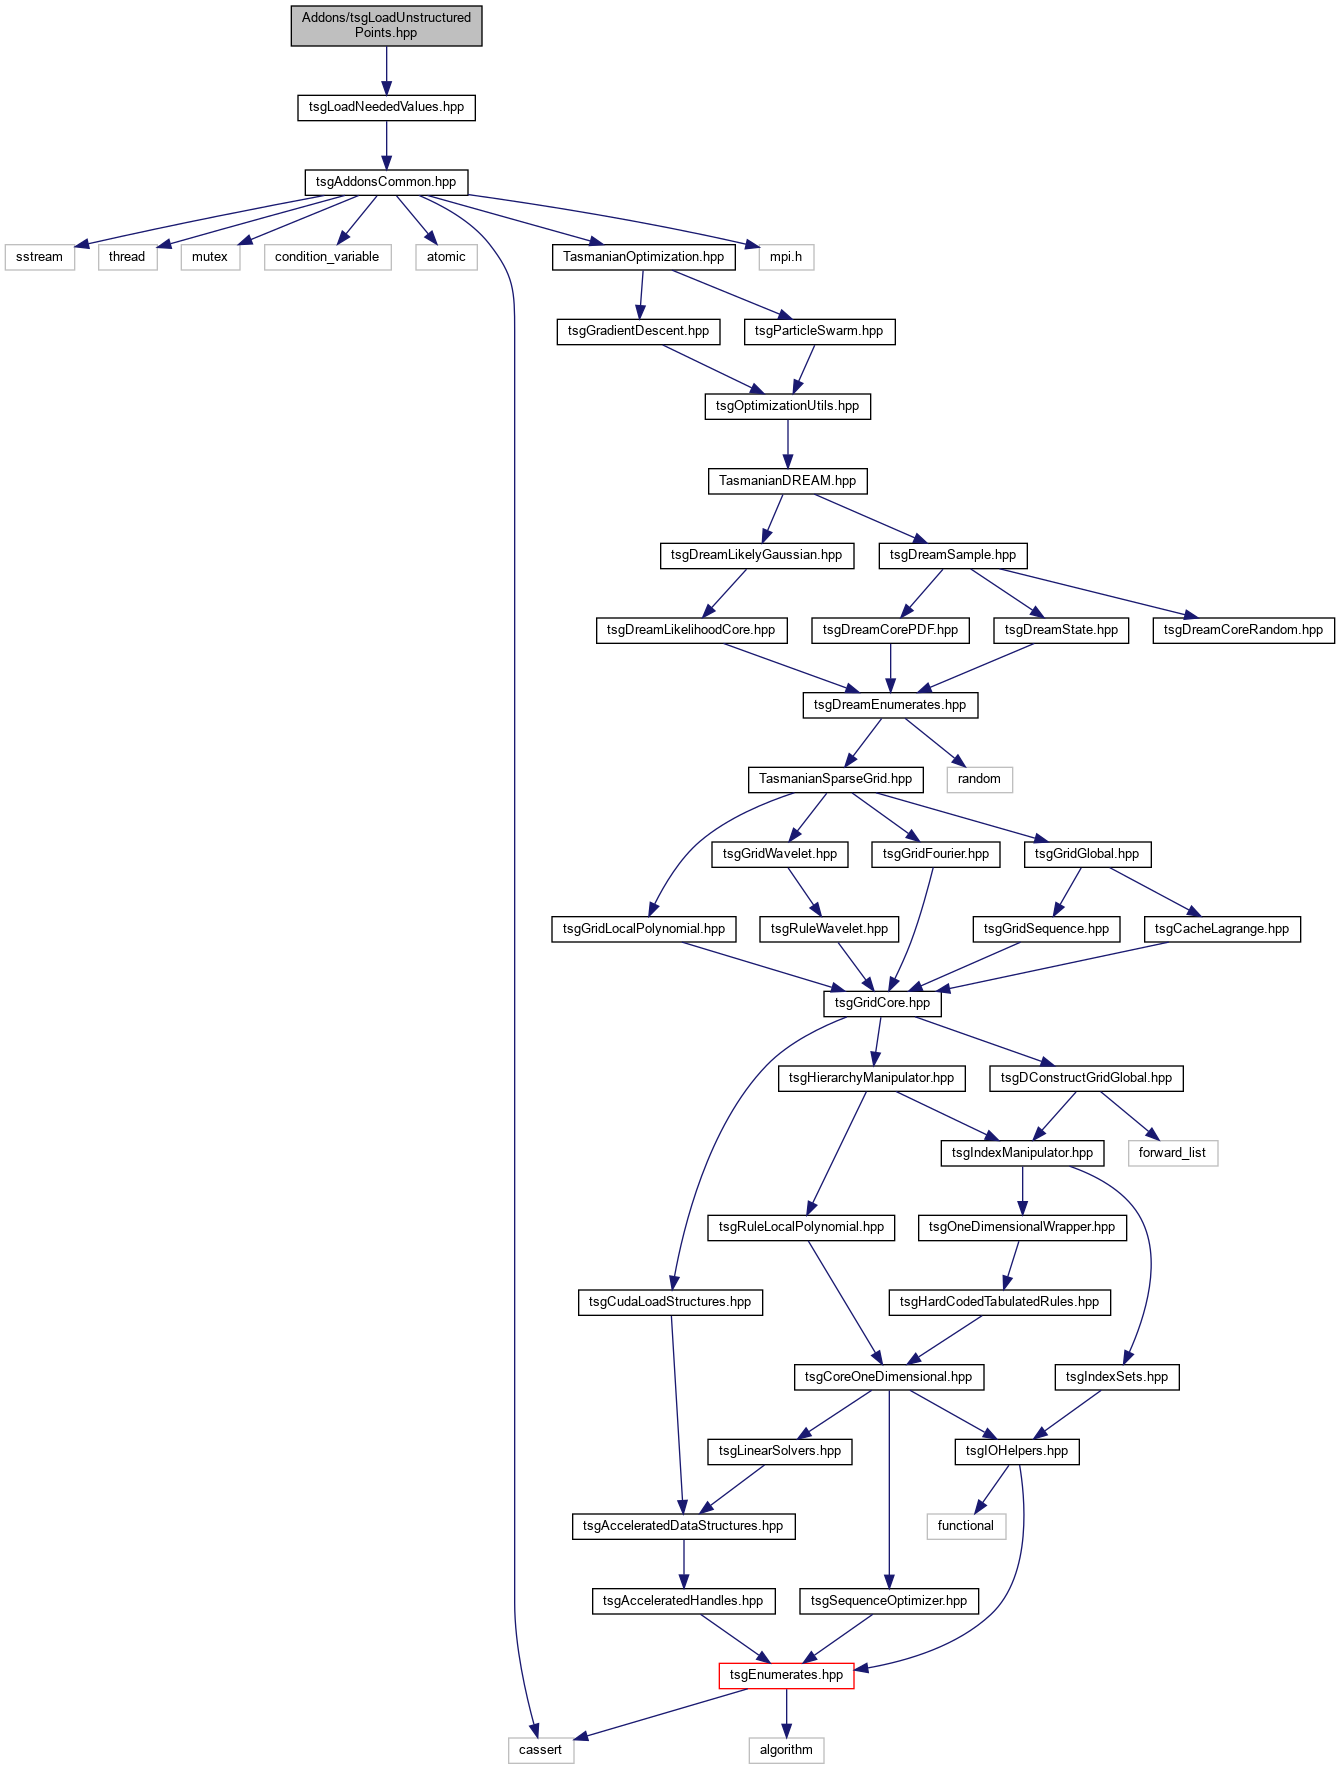 Addons/tsgLoadUnstructured
Points.hpp
tsgLoadNeededValues.hpp
tsgAddonsCommon.hpp
sstream
thread
mutex
condition_variable
atomic
TasmanianOptimization.hpp
mpi.h
tsgGradientDescent.hpp
tsgParticleSwarm.hpp
tsgOptimizationUtils.hpp
TasmanianDREAM.hpp
tsgDreamLikelyGaussian.hpp
tsgDreamSample.hpp
tsgDreamLikelihoodCore.hpp
tsgDreamCorePDF.hpp
tsgDreamState.hpp
tsgDreamCoreRandom.hpp
tsgDreamEnumerates.hpp
TasmanianSparseGrid.hpp
random
tsgGridWavelet.hpp
tsgGridFourier.hpp
tsgGridGlobal.hpp
tsgGridLocalPolynomial.hpp
tsgRuleWavelet.hpp
tsgGridSequence.hpp
tsgCacheLagrange.hpp
tsgGridCore.hpp
tsgHierarchyManipulator.hpp
tsgDConstructGridGlobal.hpp
tsgIndexManipulator.hpp
forward_list
tsgRuleLocalPolynomial.hpp
tsgOneDimensionalWrapper.hpp
tsgCudaLoadStructures.hpp
tsgHardCodedTabulatedRules.hpp
tsgCoreOneDimensional.hpp
tsgIndexSets.hpp
tsgLinearSolvers.hpp
tsgIOHelpers.hpp
tsgAcceleratedDataStructures.hpp
functional
tsgAcceleratedHandles.hpp
tsgSequenceOptimizer.hpp
tsgEnumerates.hpp
cassert
algorithm